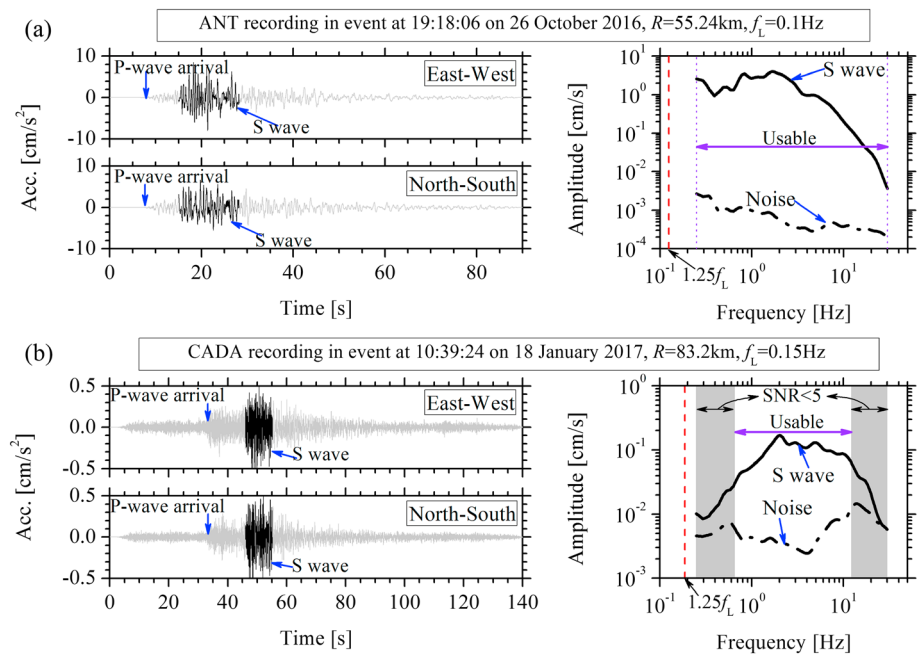 (a)
ANT recording in event at 19:18:06 on 26 October 2016, R=55.24km, fL=0.1Hz
Acc. [cm/s²]
10
0
-10
P-wave arrival
East-West
S wave
10
0
-10
P-wave arrival
North-South
S wave
0 20 40 60 80
Time [s]
Amplitude [cm/s]
10¹
10⁰
10⁻¹
10⁻²
10⁻³
10⁻⁴
S wave
Usable
Noise
10⁻¹ 10⁰ 10¹
1.25fL
Frequency [Hz]
(b)
CADA recording in event at 10:39:24 on 18 January 2017, R=83.2km, fL=0.15Hz
Acc. [cm/s²]
0.5
0.0
-0.5
P-wave arrival
East-West
S wave
0.5
0.0
-0.5
P-wave arrival
North-South
S wave
0 20 40 60 80 100 120 140
Time [s]
Amplitude [cm/s]
10⁰
10⁻¹
10⁻²
10⁻³
SNR<5
Usable
S wave
Noise
10⁻¹ 10⁰ 10¹
1.25fL
Frequency [Hz]